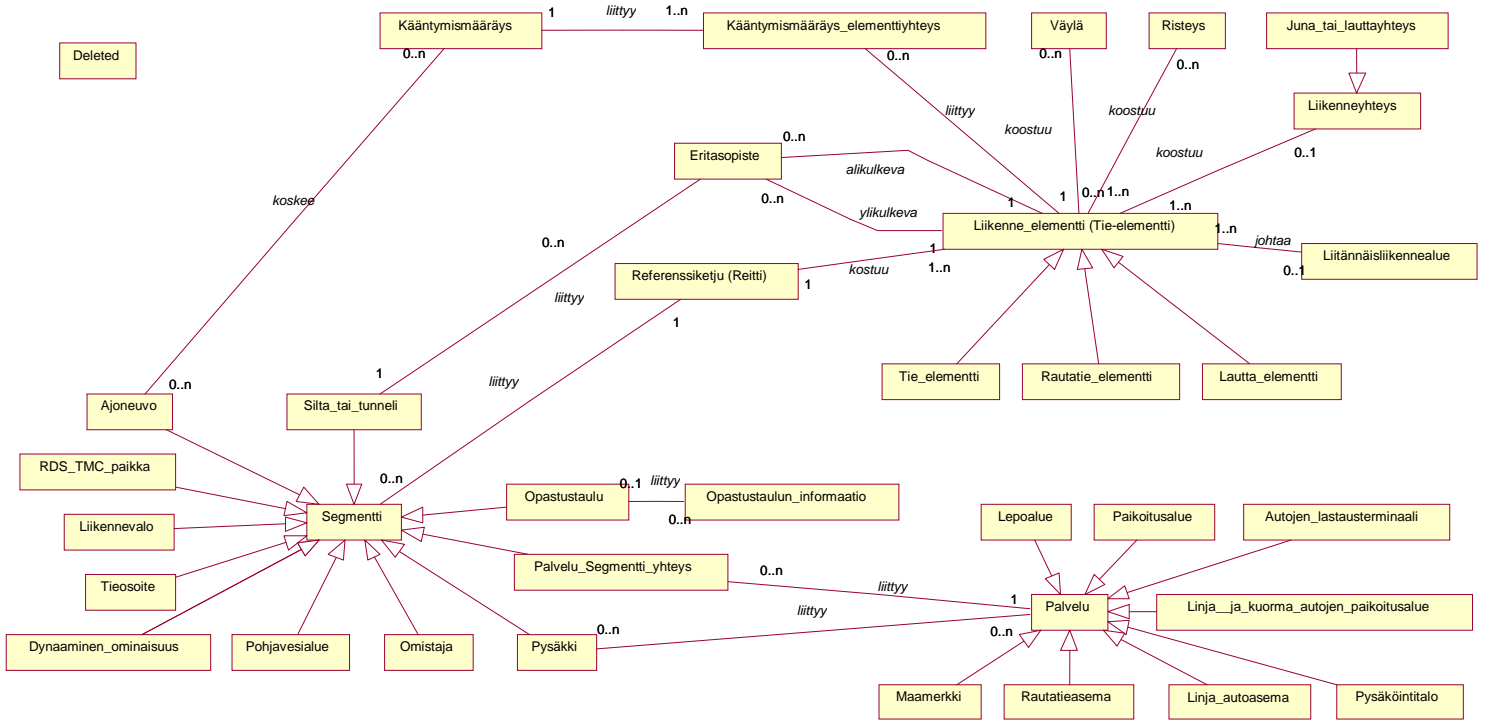 Kääntymismääräys
1
liittyy
1..n
Kääntymismääräys_elementtiyhteys
Väylä
Risteys
Juna_tai_lauttayhteys
Deleted
0..n
0..n
0..n
0..n
Liikenneyhteys
liittyy
koostuu
koostuu
koostuu
0..1
Eritasopiste
0..n
alikulkeva
0..n
ylikulkeva
koskee
1
1
0..n
1..n
1..n
Liikenne_elementti (Tie-elementti)
1..n
johtaa
0..1
Liitännäisliikennealue
0..n
liittyy
Referenssiketju (Reitti)
1
kostuu
1
1..n
1
liittyy
Tie_elementti
Rautatie_elementti
Lautta_elementti
0..n
Ajoneuvo
1
Silta_tai_tunneli
RDS_TMC_paikka
0..n
Segmentti
Opastustaulu
0..1
liittyy
0..n
Opastustaulun_informaatio
Liikennevalo
Lepoalue
Paikoitusalue
Autojen_lastausterminaali
Tieosoite
Palvelu_Segmentti_yhteys
0..n
liittyy
1
Palvelu
Linja__ja_kuorma_autojen_paikoitusalue
Dynaaminen_ominaisuus
Pohjavesialue
Omistaja
Pysäkki
0..n
liittyy
0..n
Maamerkki
Rautatieasema
Linja_autoasema
Pysäköintitalo